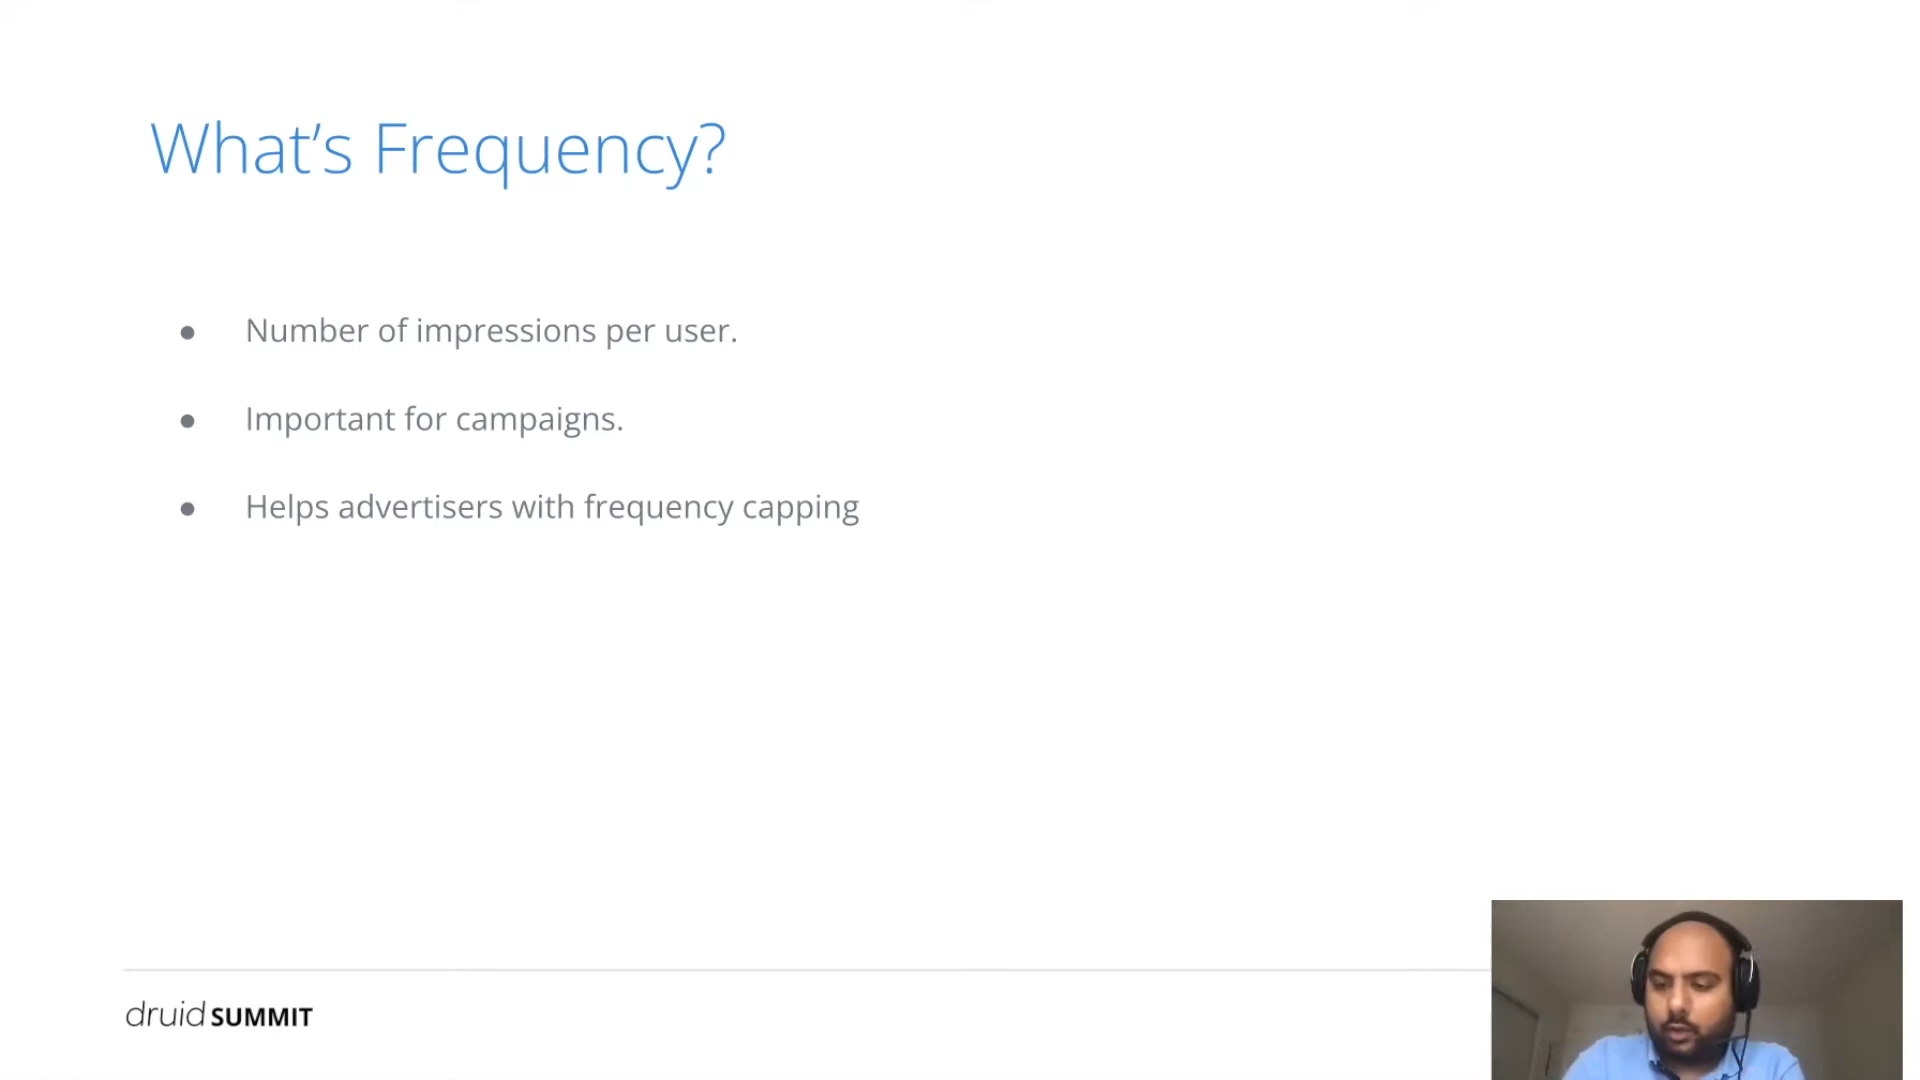 What's Frequency?
● Number of impressions per user.
● Important for campaigns.
● Helps advertisers with frequency capping
druid SUMMIT